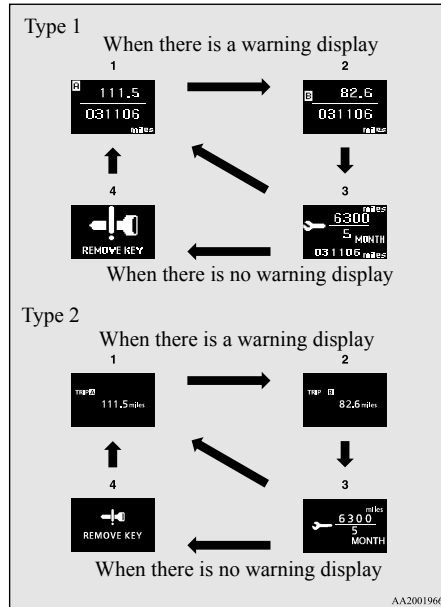 Type 1
When there is a warning display
1 2
A 111.5
031106
miles
B 82.6
031106
miles
4 3
REMOVE KEY
miles
6300
5 MONTH
031106 miles
When there is no warning display
Type 2
When there is a warning display
1 2
TRIP A
111.5 miles
TRIP B
82.6 miles
4 3
REMOVE KEY
miles
6300
5
MONTH
When there is no warning display
AA2001966